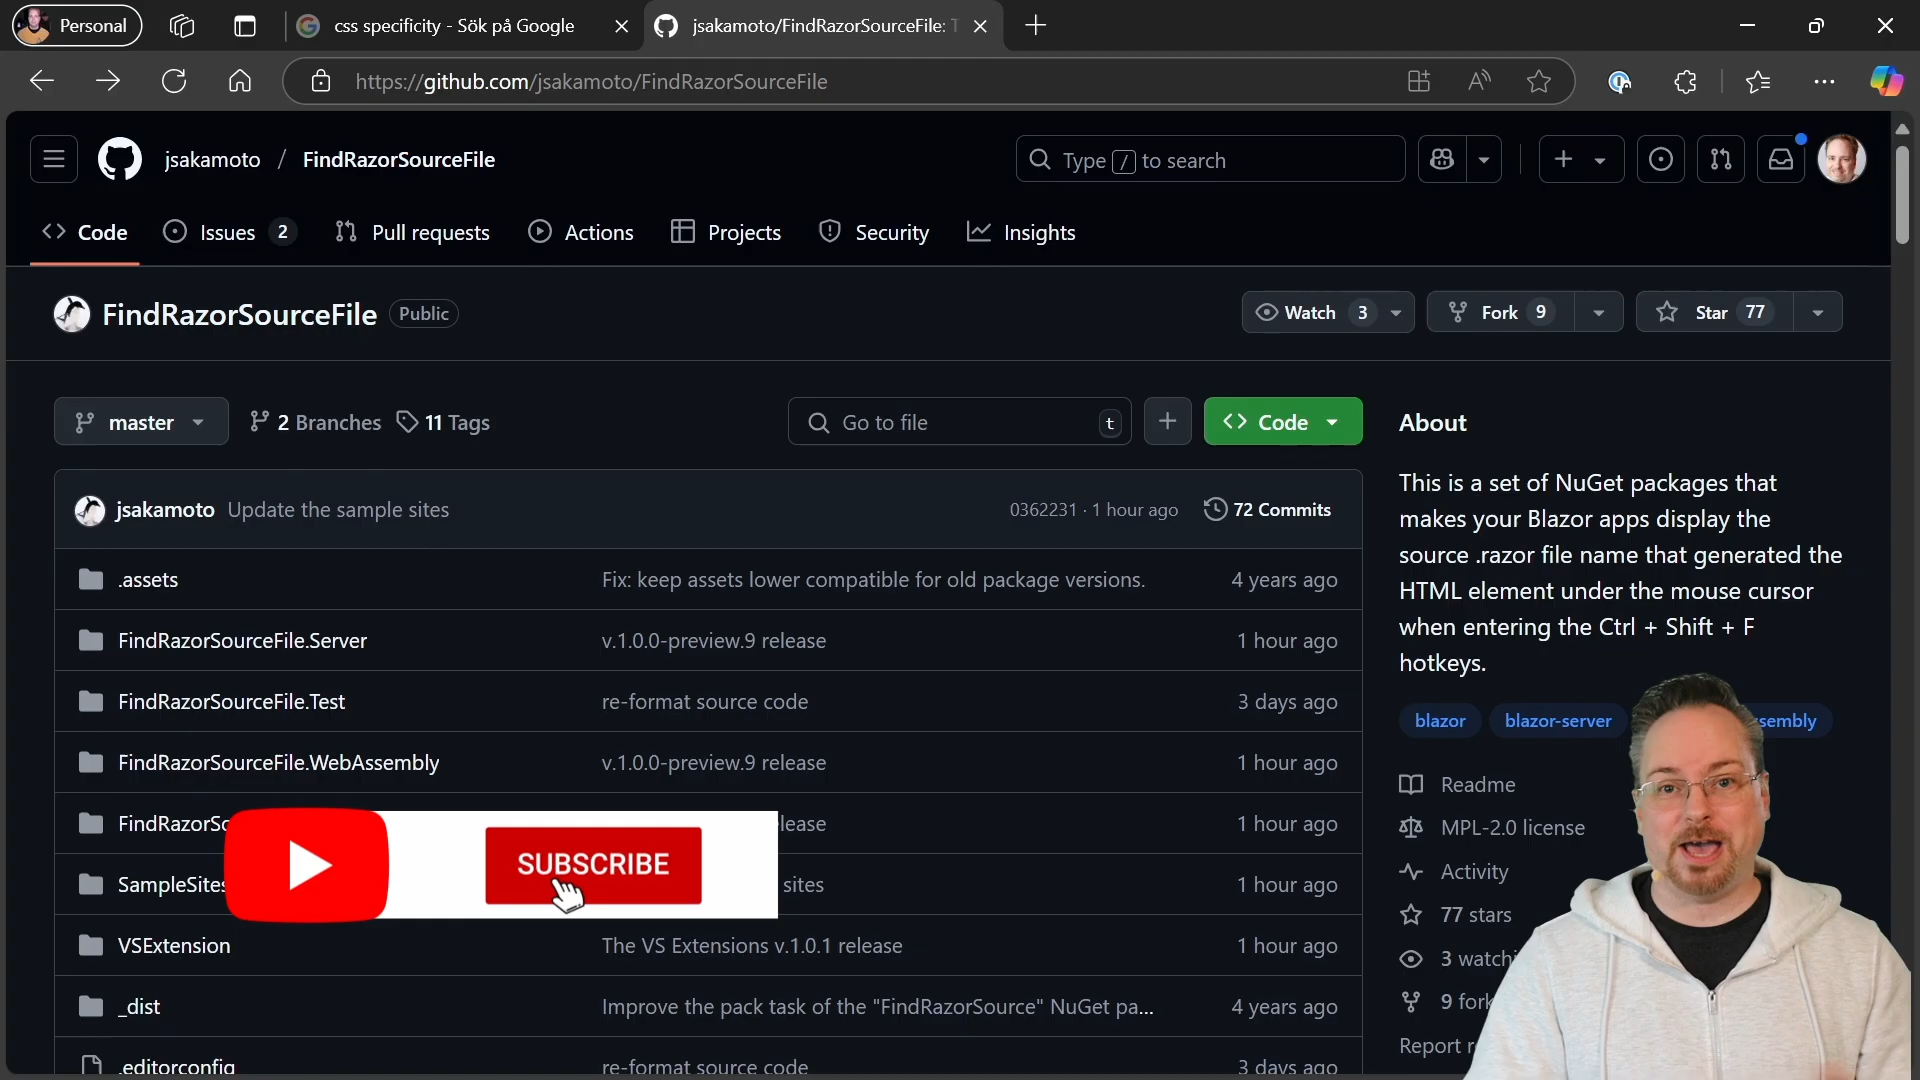 Personal
css specificity - Sök på Google
jsakamoto/FindRazorSourceFile: T
https://github.com/jsakamoto/FindRazorSourceFile
jsakamoto / FindRazorSourceFile
Type / to search
Code
Issues 2
Pull requests
Actions
Projects
Security
Insights
FindRazorSourceFile Public
Watch 3
Fork 9
Star 77
master
2 Branches
11 Tags
Go to file t
Code
jsakamoto Update the sample sites 0362231 · 1 hour ago 72 Commits
.assets Fix: keep assets lower compatible for old package versions. 4 years ago
FindRazorSourceFile.Server v.1.0.0-preview.9 release 1 hour ago
FindRazorSourceFile.Test re-format source code 3 days ago
FindRazorSourceFile.WebAssembly v.1.0.0-preview.9 release 1 hour ago
FindRazorSo lease 1 hour ago
SampleSites sites 1 hour ago
SUBSCRIBE
VSExtension The VS Extensions v.1.0.1 release 1 hour ago
_dist Improve the pack task of the "FindRazorSource" NuGet pa... 4 years ago
.editorconfig re-format source code 3 days ago
About
This is a set of NuGet packages that
makes your Blazor apps display the
source .razor file name that generated the
HTML element under the mouse cursor
when entering the Ctrl + Shift + F
hotkeys.
blazor blazor-server sembly
Readme
MPL-2.0 license
Activity
77 stars
3 watchi
9 fork
Report r